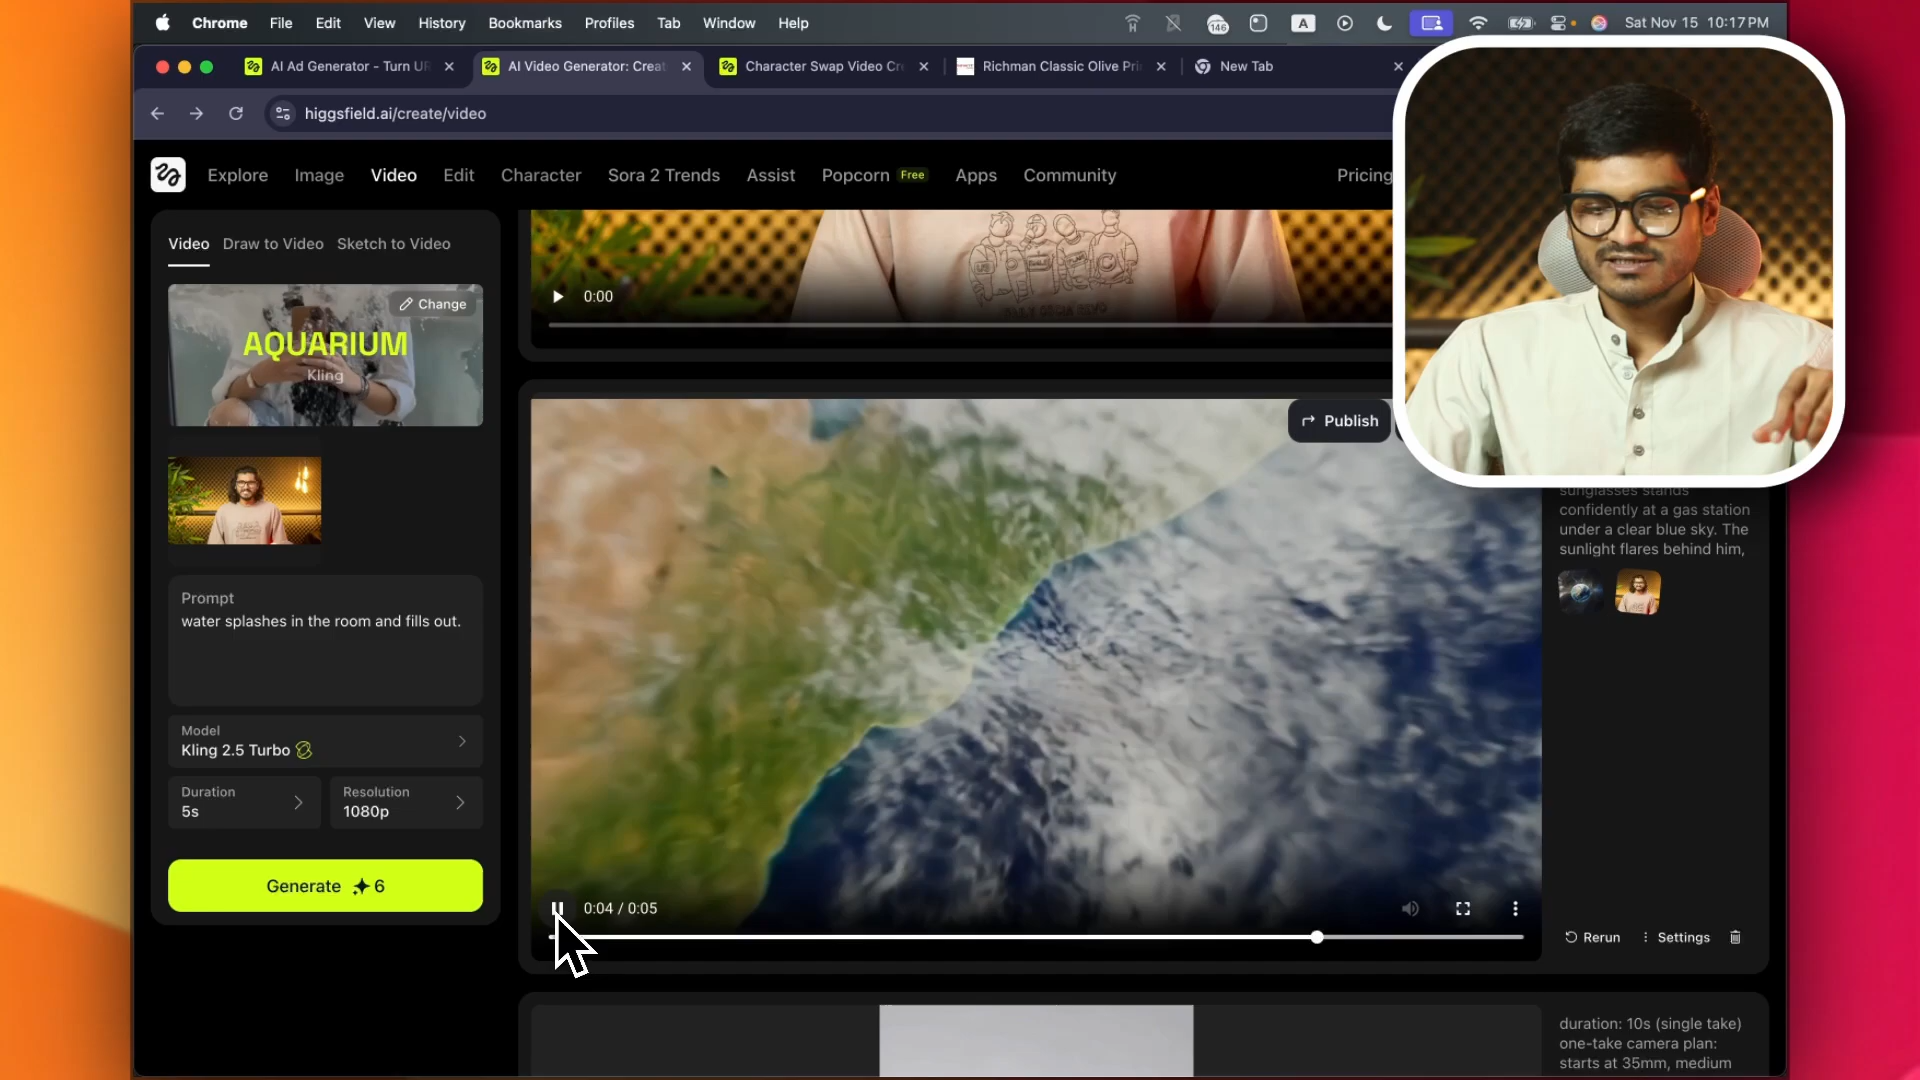 Chrome File Edit View History Bookmarks Profiles Tab Window Help
146
A
Sat Nov 15 10:17 PM
AI Ad Generator - Turn UR
AI Video Generator: Creat
Character Swap Video Cr
Richman Classic Olive Pri
New Tab
higgsfield.ai/create/video
Explore Image Video Edit Character Sora 2 Trends Assist Popcorn Free Apps Community Pricing
Video Draw to Video Sketch to Video
Change
AQUARIUM
Kling
Prompt
water splashes in the room and fills out.
Model
Kling 2.5 Turbo
Duration
5s
Resolution
1080p
Generate 6
0:00
Publish
0:04 / 0:05
sunglasses stands
confidently at a gas station
under a clear blue sky. The
sunlight flares behind him,
Rerun Settings
duration: 10s (single take)
one-take camera plan:
starts at 35mm, medium